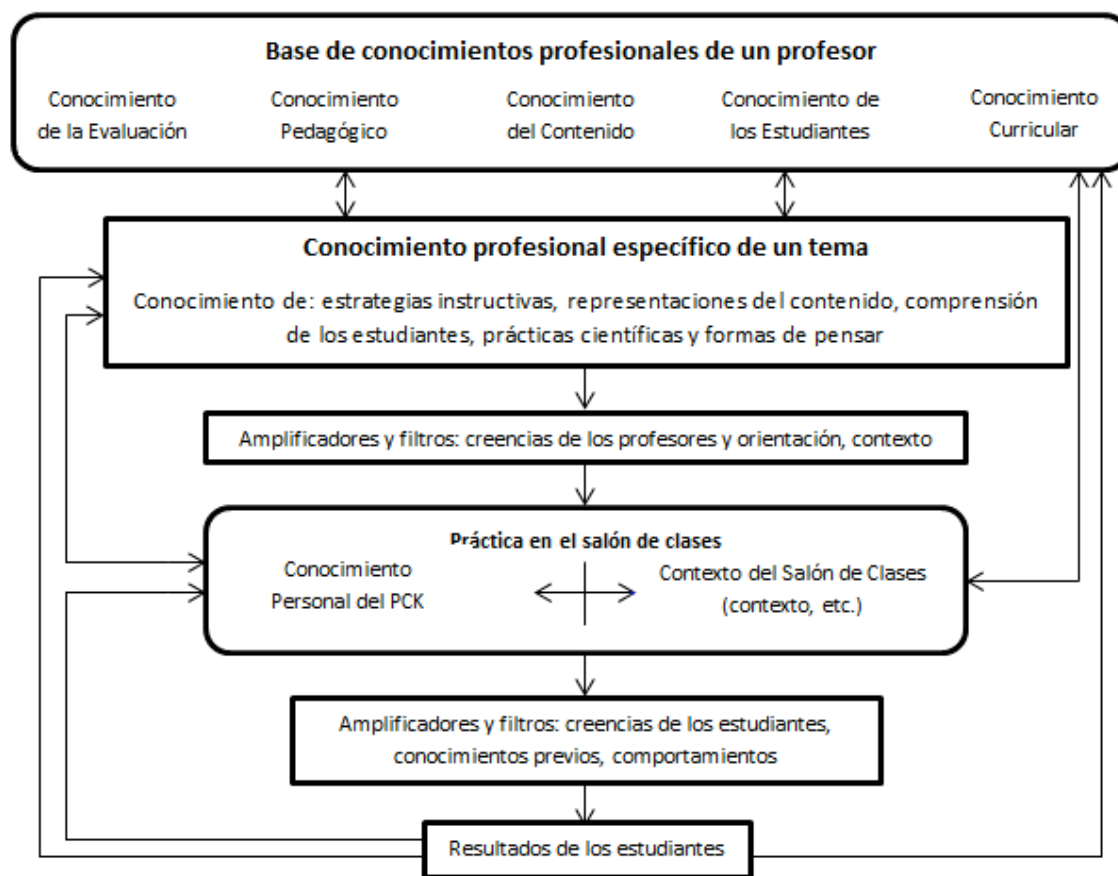 Base de conocimientos profesionales de un profesor
Conocimiento de la Evaluación
Conocimiento Pedagógico
Conocimiento del Contenido
Conocimiento de los Estudiantes
Conocimiento Curricular
Conocimiento profesional específico de un tema
Conocimiento de: estrategias instructivas, representaciones del contenido, comprensión
de los estudiantes, prácticas científicas y formas de pensar
Amplificadores y filtros: creencias de los profesores y orientación, contexto
Práctica en el salón de clases
Conocimiento
Personal del PCK
Contexto del Salón de Clases
(contexto, etc.)
Amplificadores y filtros: creencias de los estudiantes,
conocimientos previos, comportamientos
Resultados de los estudiantes